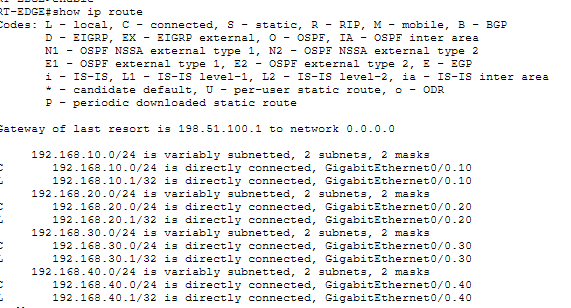 RT-EDGE#show ip route
Codes: L - local, C - connected, S - static, R - RIP, M - mobile, B - BGP
D - EIGRP, EX - EIGRP external, O - OSPF, IA - OSPF inter area
N1 - OSPF NSSA external type 1, N2 - OSPF NSSA external type 2
E1 - OSPF external type 1, E2 - OSPF external type 2, E - EGP
i - IS-IS, L1 - IS-IS level-1, L2 - IS-IS level-2, ia - IS-IS inter area
* - candidate default, U - per-user static route, o - ODR
P - periodic downloaded static route
Gateway of last resort is 198.51.100.1 to network 0.0.0.0
192.168.10.0/24 is variably subnetted, 2 subnets, 2 masks
C 192.168.10.0/24 is directly connected, GigabitEthernet0/0.10
L 192.168.10.1/32 is directly connected, GigabitEthernet0/0.10
192.168.20.0/24 is variably subnetted, 2 subnets, 2 masks
C 192.168.20.0/24 is directly connected, GigabitEthernet0/0.20
L 192.168.20.1/32 is directly connected, GigabitEthernet0/0.20
192.168.30.0/24 is variably subnetted, 2 subnets, 2 masks
C 192.168.30.0/24 is directly connected, GigabitEthernet0/0.30
L 192.168.30.1/32 is directly connected, GigabitEthernet0/0.30
192.168.40.0/24 is variably subnetted, 2 subnets, 2 masks
C 192.168.40.0/24 is directly connected, GigabitEthernet0/0.40
L 192.168.40.1/32 is directly connected, GigabitEthernet0/0.40